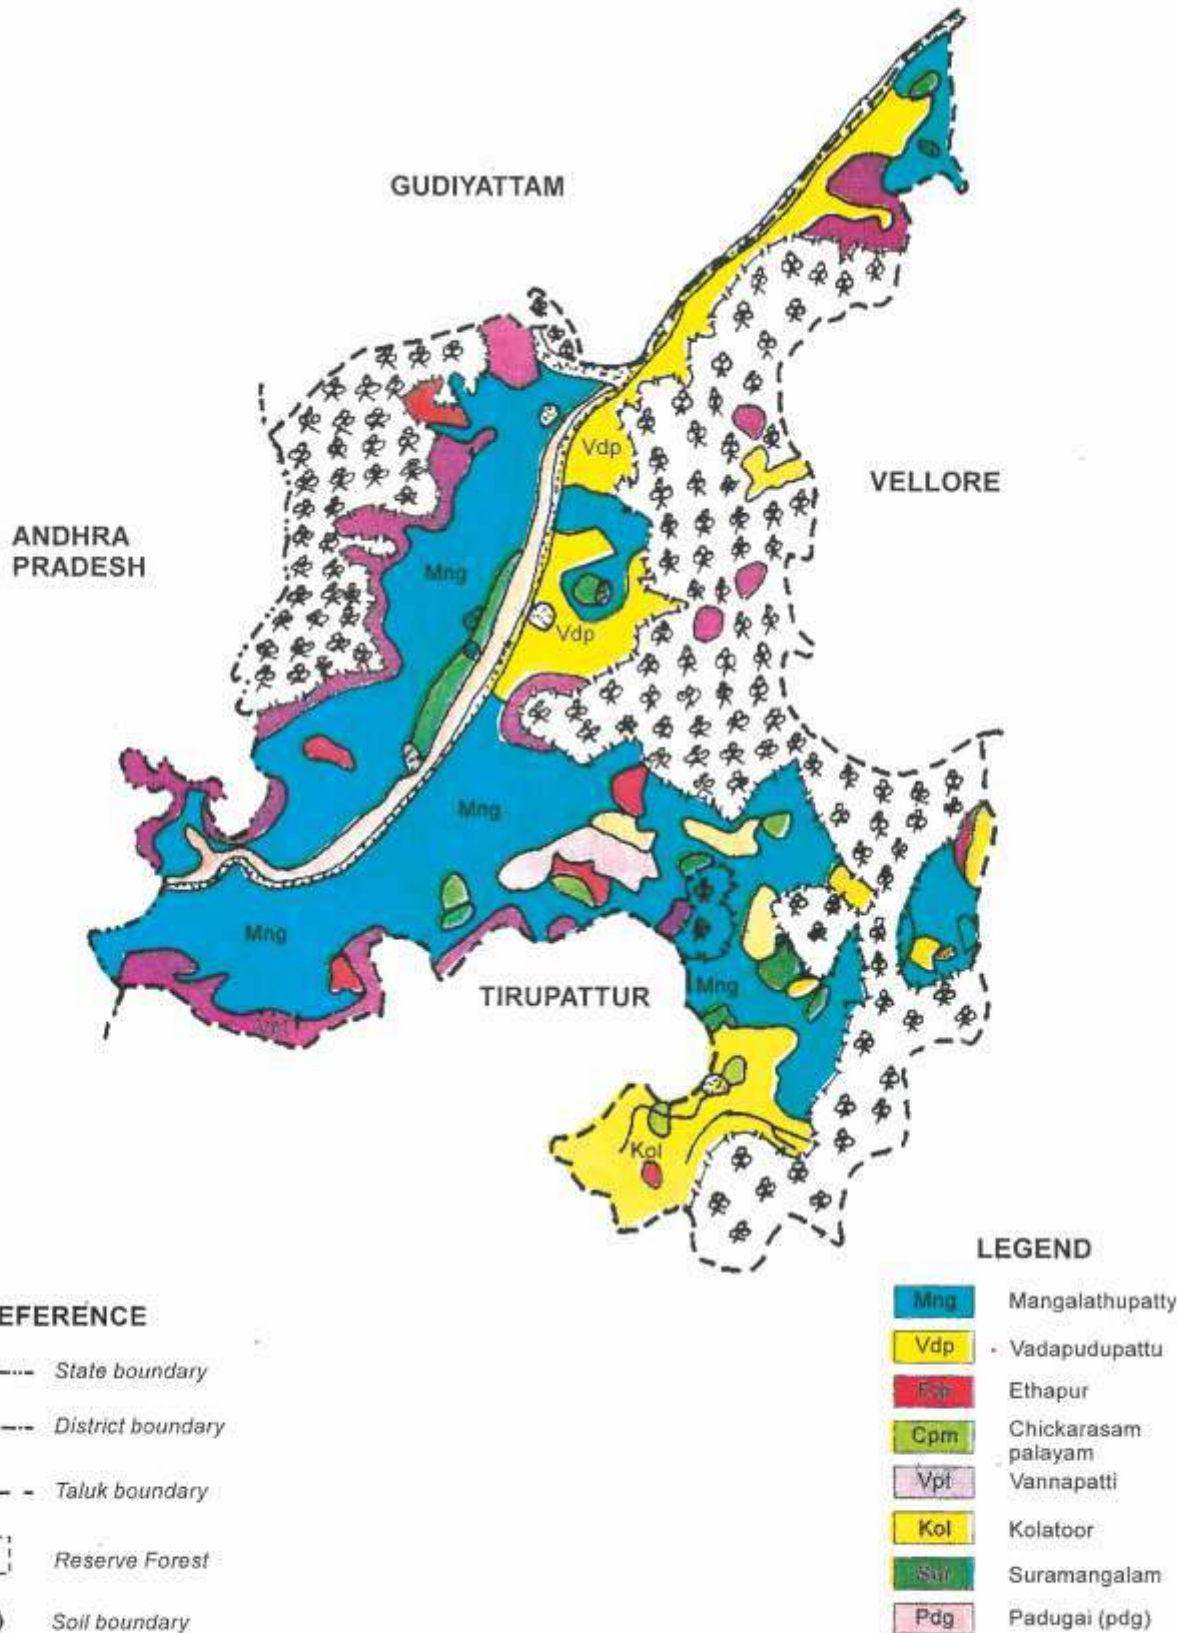 GUDIYATTAM
Vdp
VELLORE
ANDHRA
PRADESH
Mng
Vdp
Mng
Mng
TIRUPATTUR
Mng
Kol
LEGEND
Mng Mangalathupatty
Vdp Vadapudupattu
Ethapur
Cpm Chickarasam
palayam
Vpt Vannapatti
Kol Kolatoor
Sur Suramangalam
Pdg Padugai (pdg)
EFERENCE
State boundary
District boundary
Taluk boundary
Reserve Forest
Soil boundary